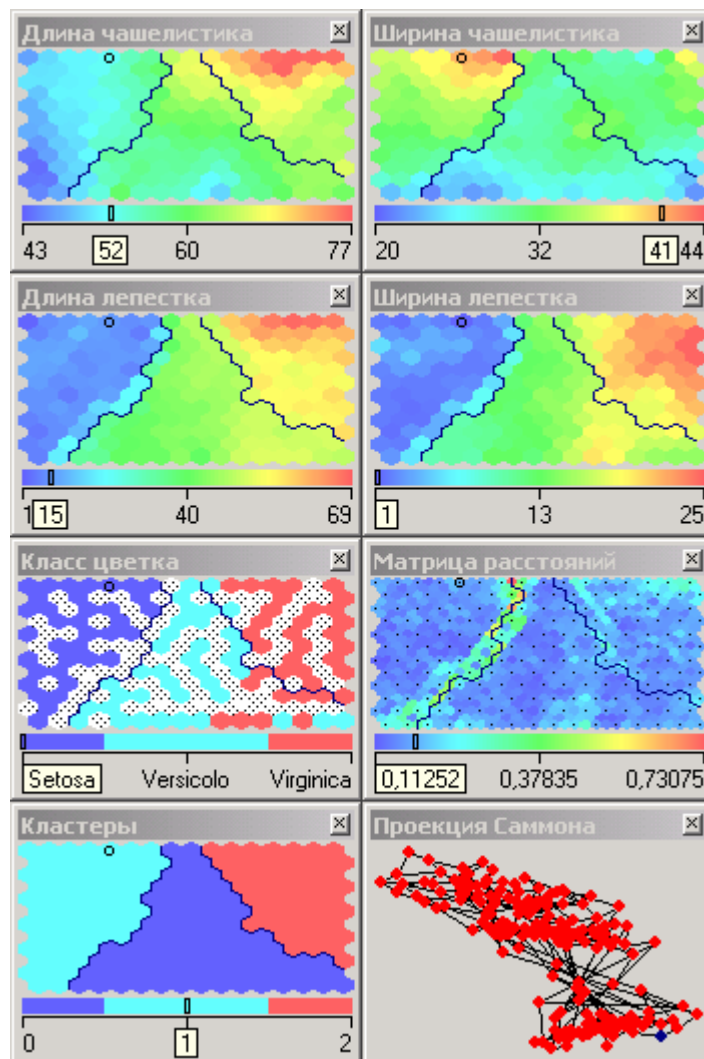 Длина чашелистика
43 52 60 77
Ширина чашелистика
20 32 41 44
Длина лепестка
1 15 40 69
Ширина лепестка
1 13 25
Класс цветка
Setosa Versicolo Virginica
Матрица расстояний
0,11252 0,37835 0,73075
Кластеры
0 1 2
Проекция Саммона